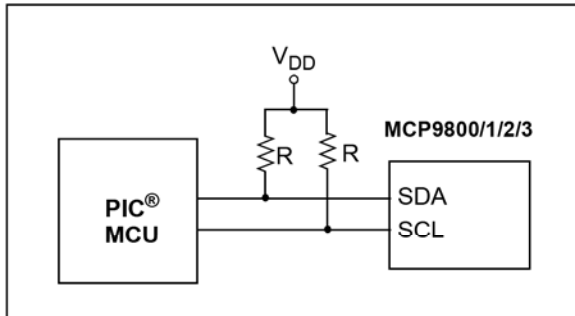 VDD
R
R
MCP9800/1/2/3
PIC®
MCU
SDA
SCL